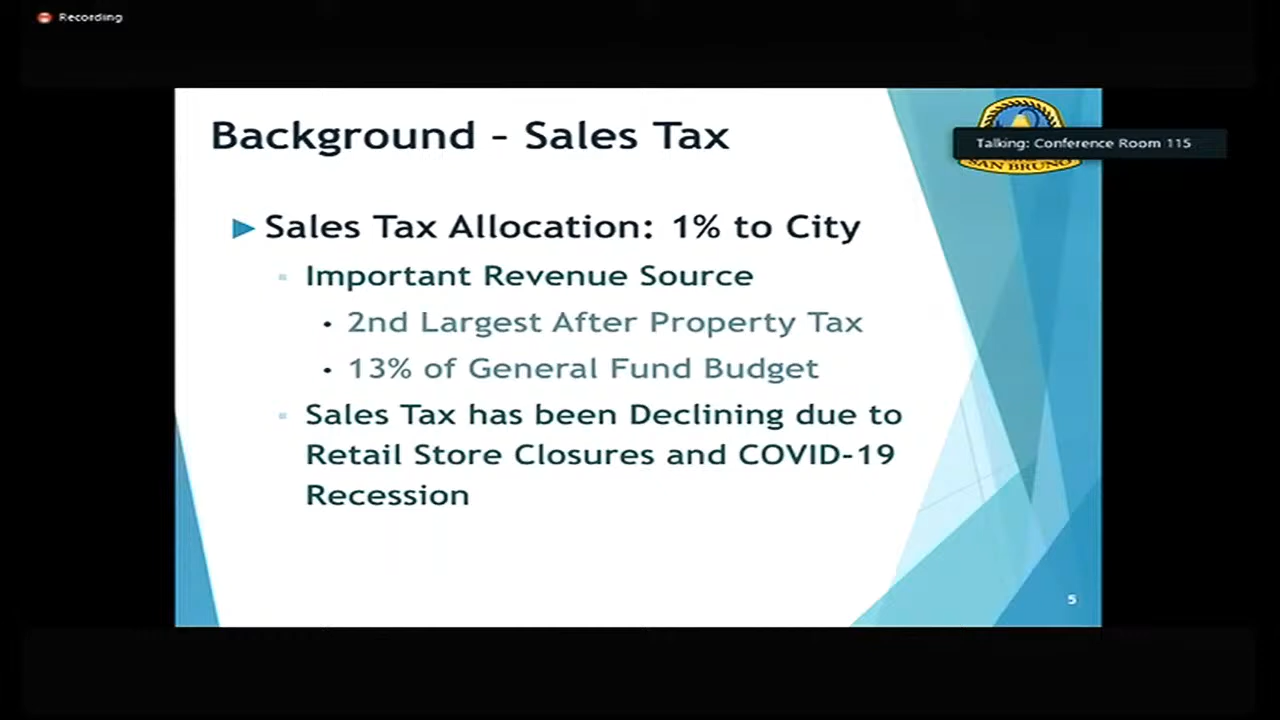 Recording
Background - Sales Tax
Talking: Conference Room 115
SAN BRUNO
Sales Tax Allocation: 1% to City
Important Revenue Source
2nd Largest After Property Tax
13% of General Fund Budget
Sales Tax has been Declining due to
Retail Store Closures and COVID-19
Recession
5